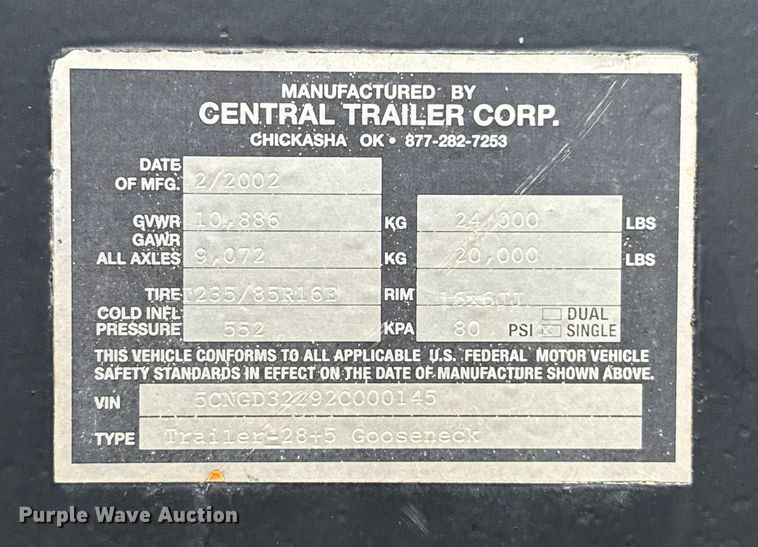 MANUFACTURED BY
CENTRAL TRAILER CORP.
CHICKASHA OK • 877-282-7253
DATE OF MFG. 2/2002
GVWR 10,886 KG 24,000 LBS
GAWR ALL AXLES 9,072 KG 20,000 LBS
TIRE T235/85R16E RIM 16x6JJ
COLD INFL. PRESSURE 552 KPA 80 PSI DUAL SINGLE
THIS VEHICLE CONFORMS TO ALL APPLICABLE U.S. FEDERAL MOTOR VEHICLE
SAFETY STANDARDS IN EFFECT ON THE DATE OF MANUFACTURE SHOWN ABOVE.
VIN
TYPE Trailer-28+5 Gooseneck
Purple Wave Auction